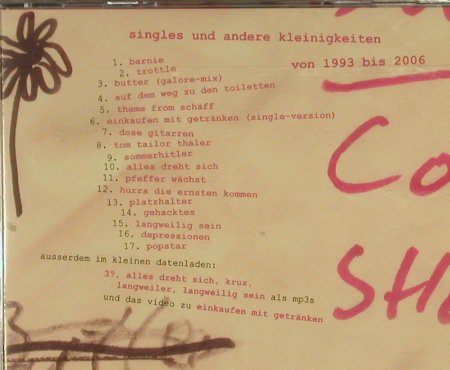 singles und andere kleinigkeiten
von 1993 bis 2006
1. barnie
2. trottle
3. butter (galore-mix)
4. auf dem weg zu den toiletten
5. theme from schäff
6. einkaufen mit getränken (single-version)
7. dose gitarren
8. tom tailor thaler
9. sommerhitler
10. alles dreht sich
11. pfeffer wächst
12. hurra die ernsten kommen
13. platzhalter
14. gehacktes
15. langweilig sein
16. depressionen
17. popstar
ausserdem im kleinen datenladen:
3?, alles dreht sich, kruz,
langweiler, langweilig sein als mp3s
und das video zu einkaufen mit getränken
Co
SH